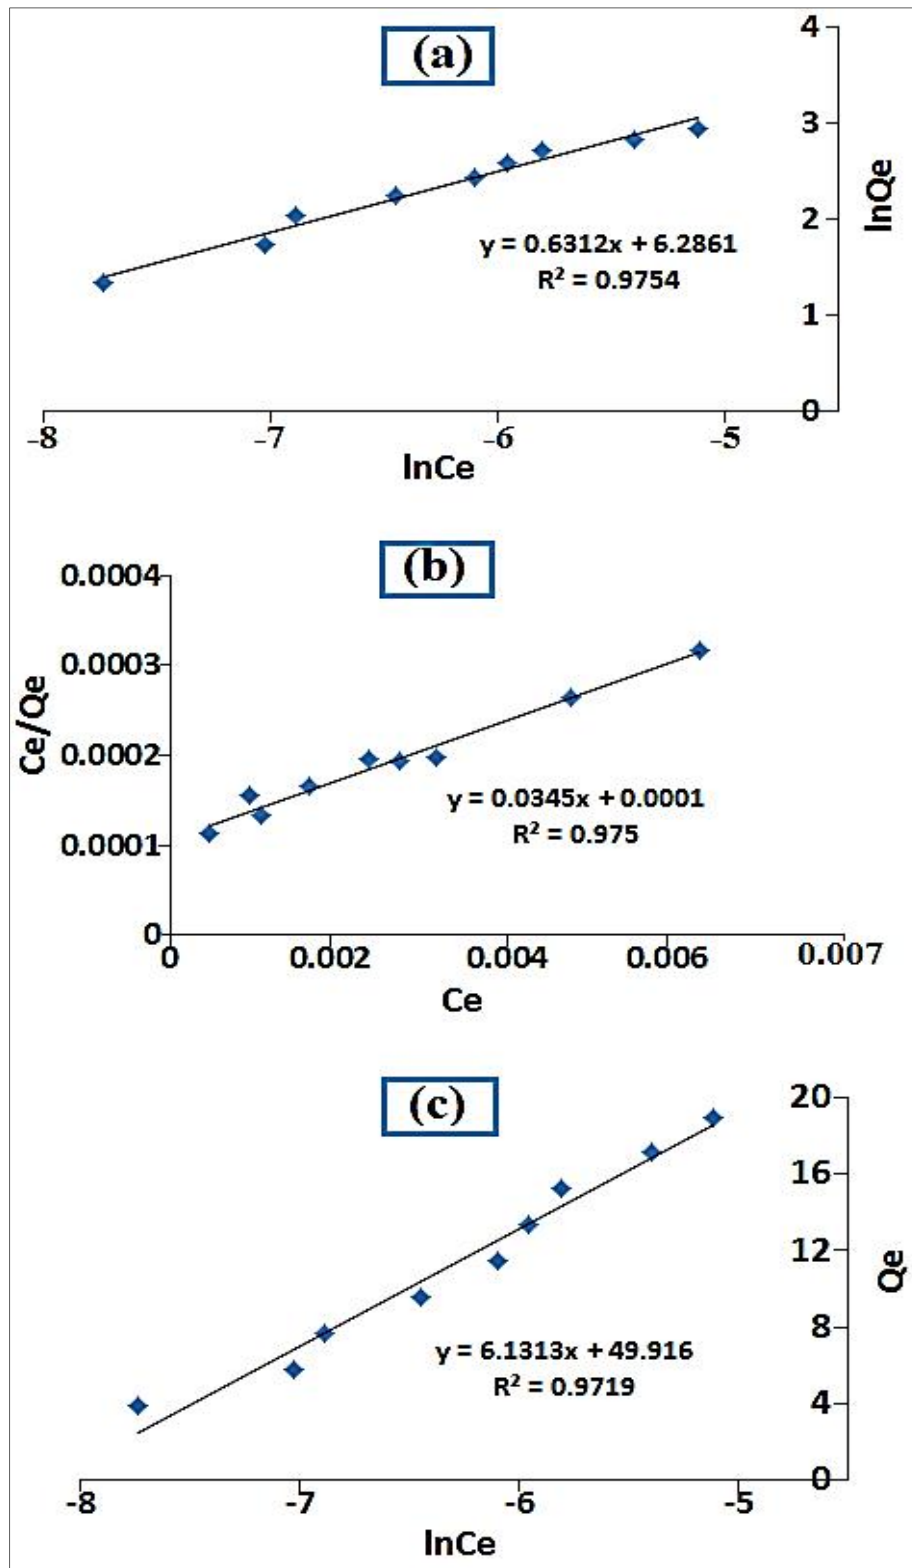 (a)
4
3
2
1
0
lnQe
y = 0.6312x + 6.2861
R² = 0.9754
-8 -7 -6 -5
lnCe
(b)
0.0004
0.0003
0.0002
0.0001
0
Ce/Qe
y = 0.0345x + 0.0001
R² = 0.975
0 0.002 0.004 0.006 0.007
Ce
(c)
20
16
12
8
4
0
Qe
y = 6.1313x + 49.916
R² = 0.9719
-8 -7 -6 -5
lnCe